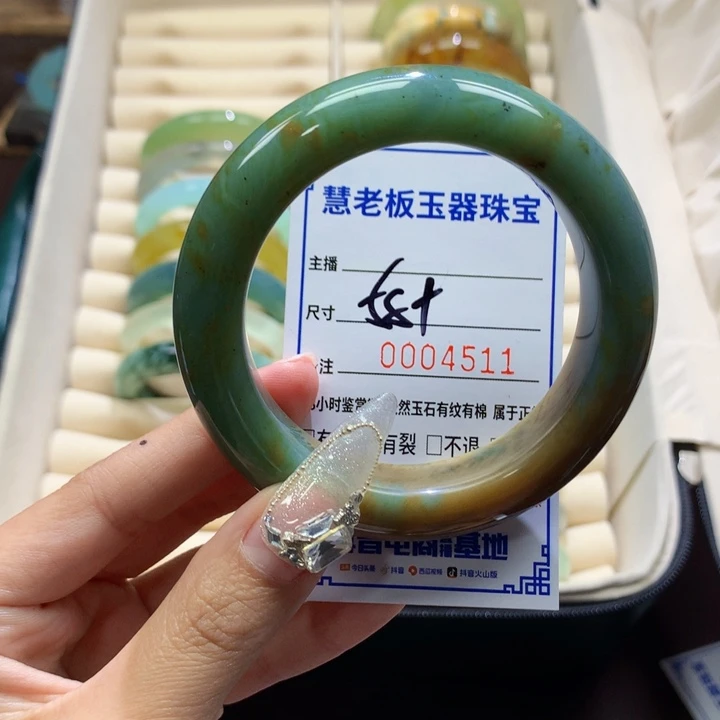 慧老板玉器珠宝
主播
尺寸 55+
注 0004511
小时鉴赏 然玉石有纹有棉 属于正
有裂 □不退
基地
今日头条 抖音 西瓜视频 抖音火山版